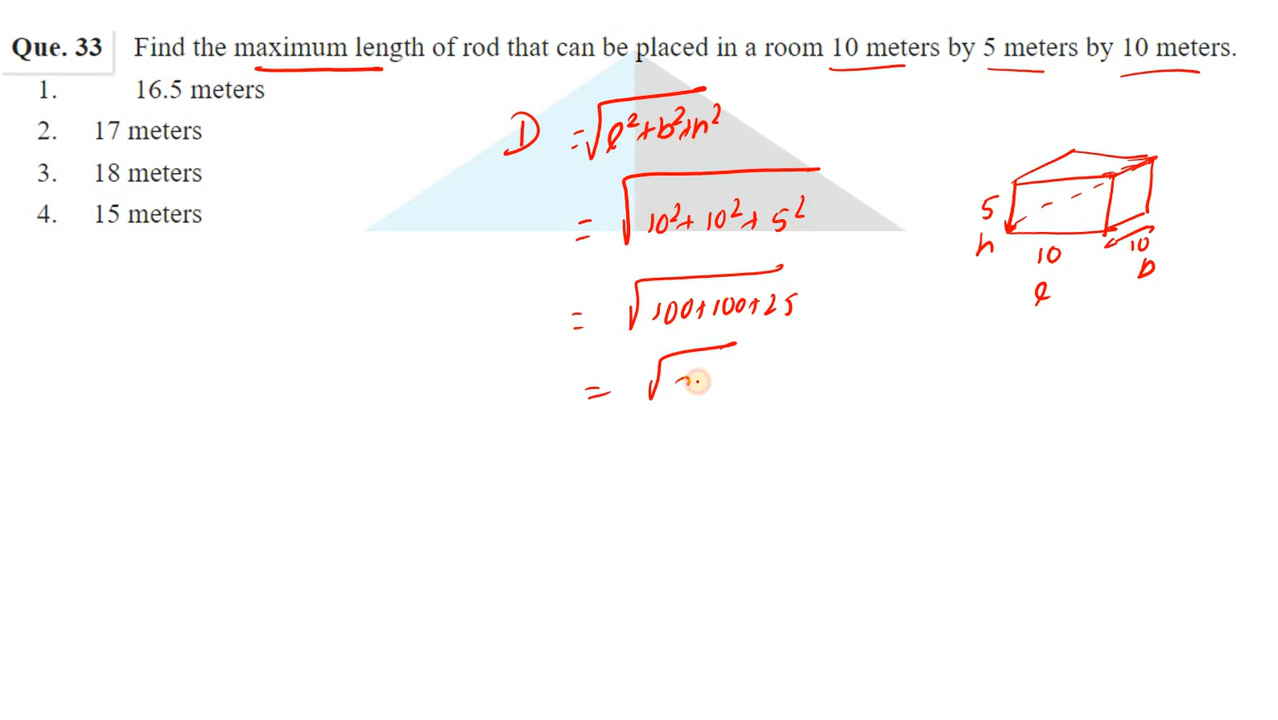 Que. 33 Find the maximum length of rod that can be placed in a room 10 meters by 5 meters by 10 meters.
1. 16.5 meters
2. 17 meters
3. 18 meters
4. 15 meters
D = √l²+b²+h²
= √10²+10²+5²
= √100+100+25
= √
5
h
10
l
10
b